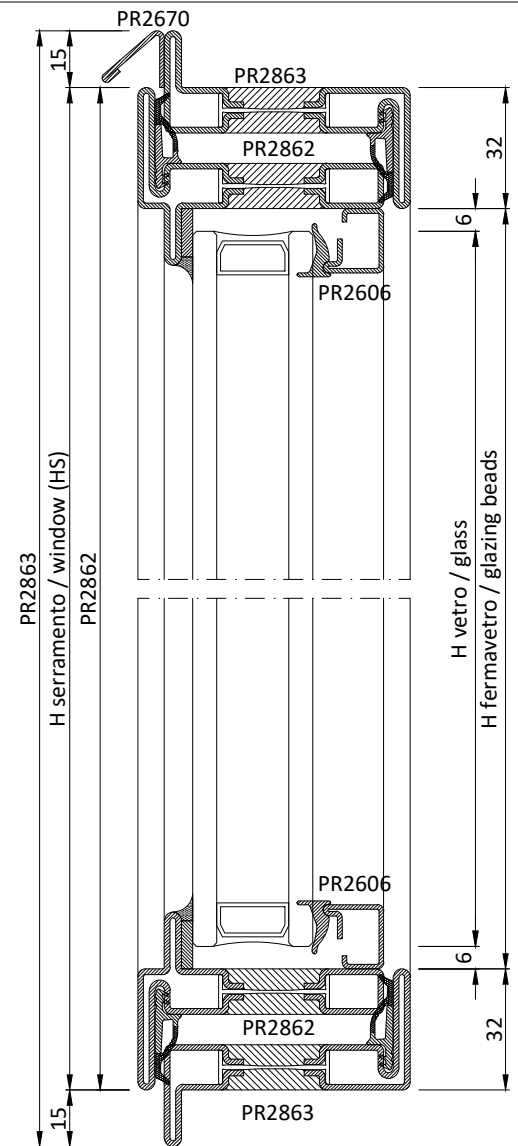 PR2670
15
PR2863
PR2862
32
6
PR2606
PR2863
H serramento / window (HS)
PR2862
H vetro / glass
H fermavetro / glazing beads
PR2606
6
PR2862
32
PR2863
15